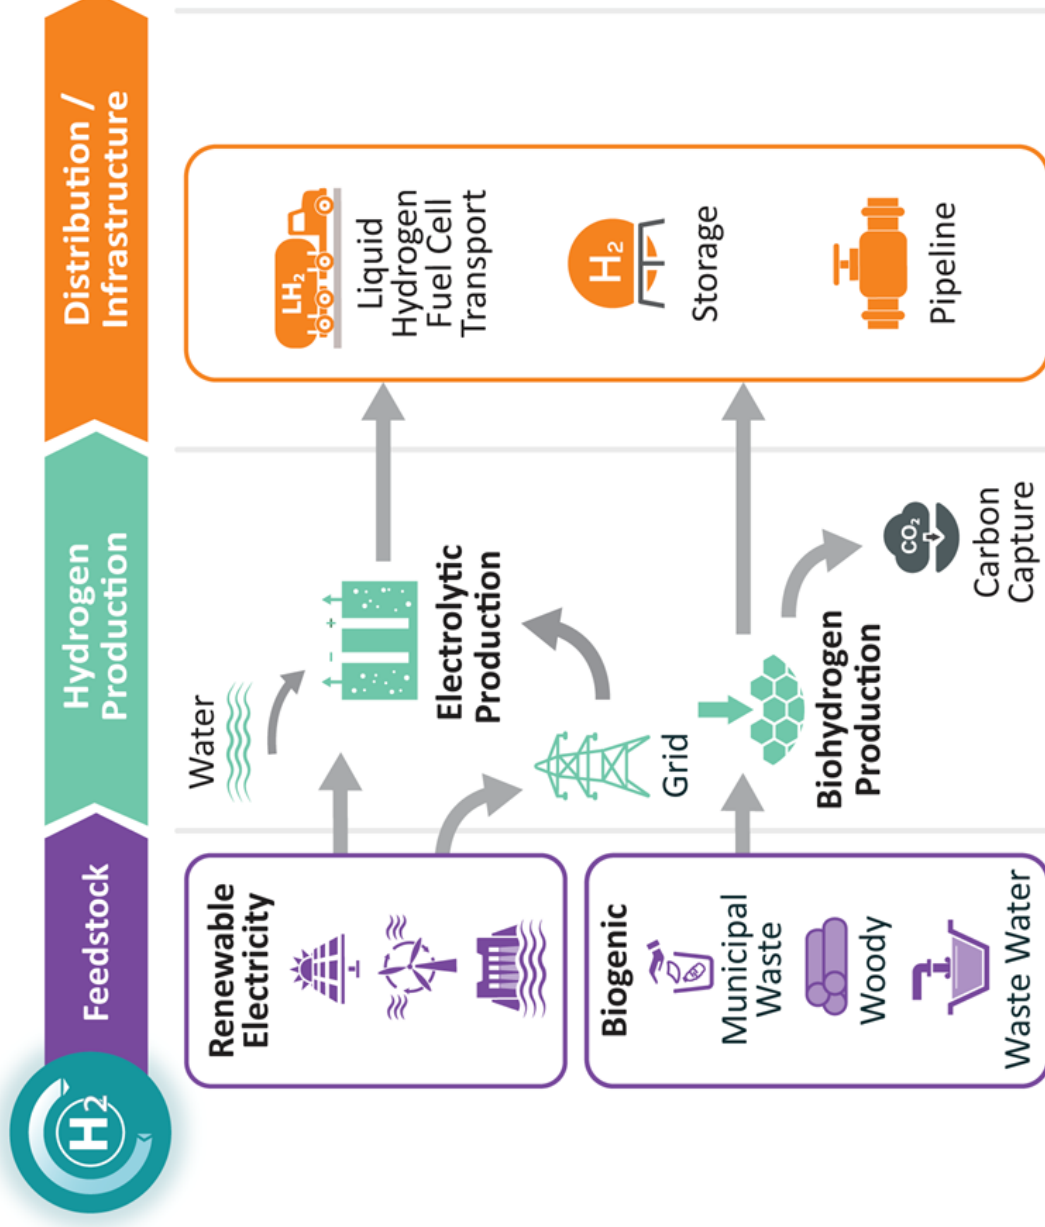 H2
Feedstock
Hydrogen
Production
Distribution /
Infrastructure
Renewable
Electricity
Biogenic
Municipal
Waste
Woody
Waste Water
Water
- +
Electrolytic
Production
Grid
Biohydrogen
Production
CO₂
Carbon
Capture
LH₂
Liquid
Hydrogen
Fuel Cell
Transport
H₂
Storage
Pipeline